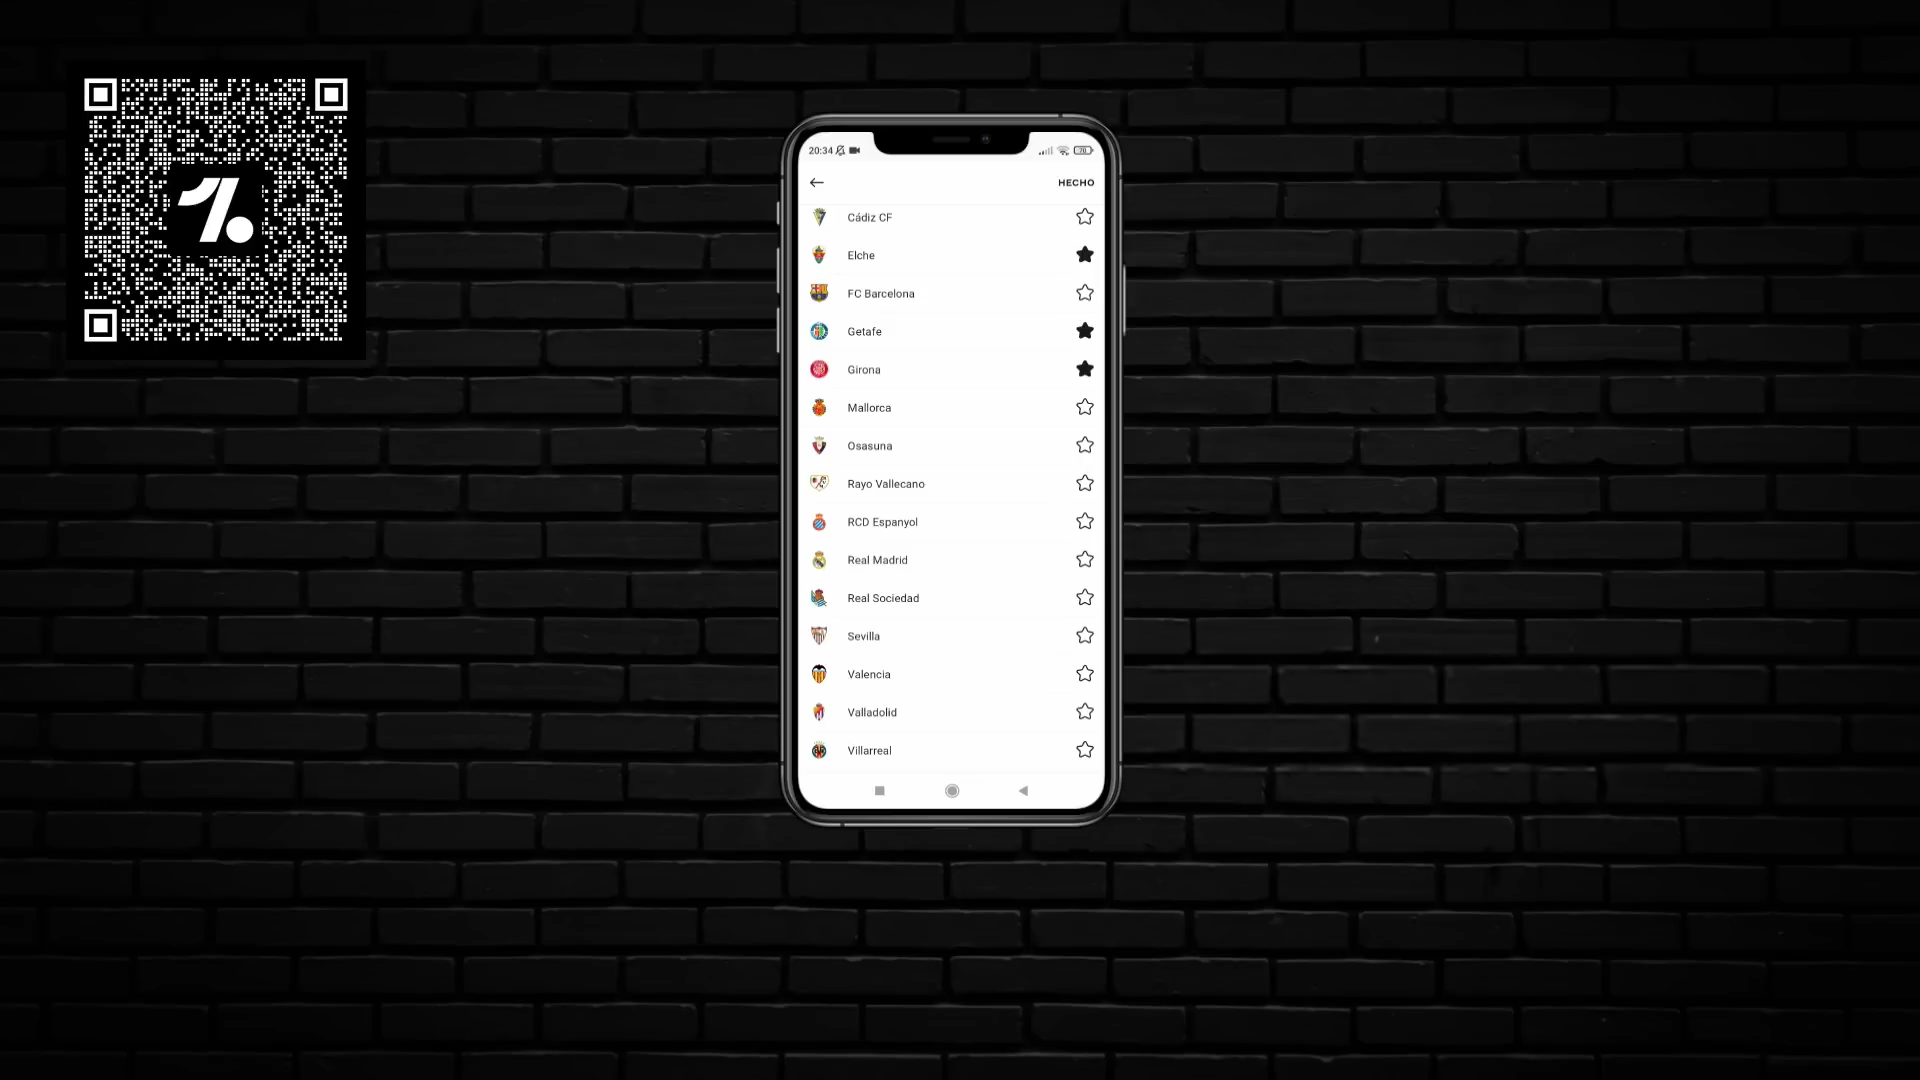 20:34
70
HECHO
Cádiz CF
Elche
FC Barcelona
Getafe
Girona
Mallorca
Osasuna
Rayo Vallecano
RCD Espanyol
Real Madrid
Real Sociedad
Sevilla
Valencia
Valladolid
Villarreal